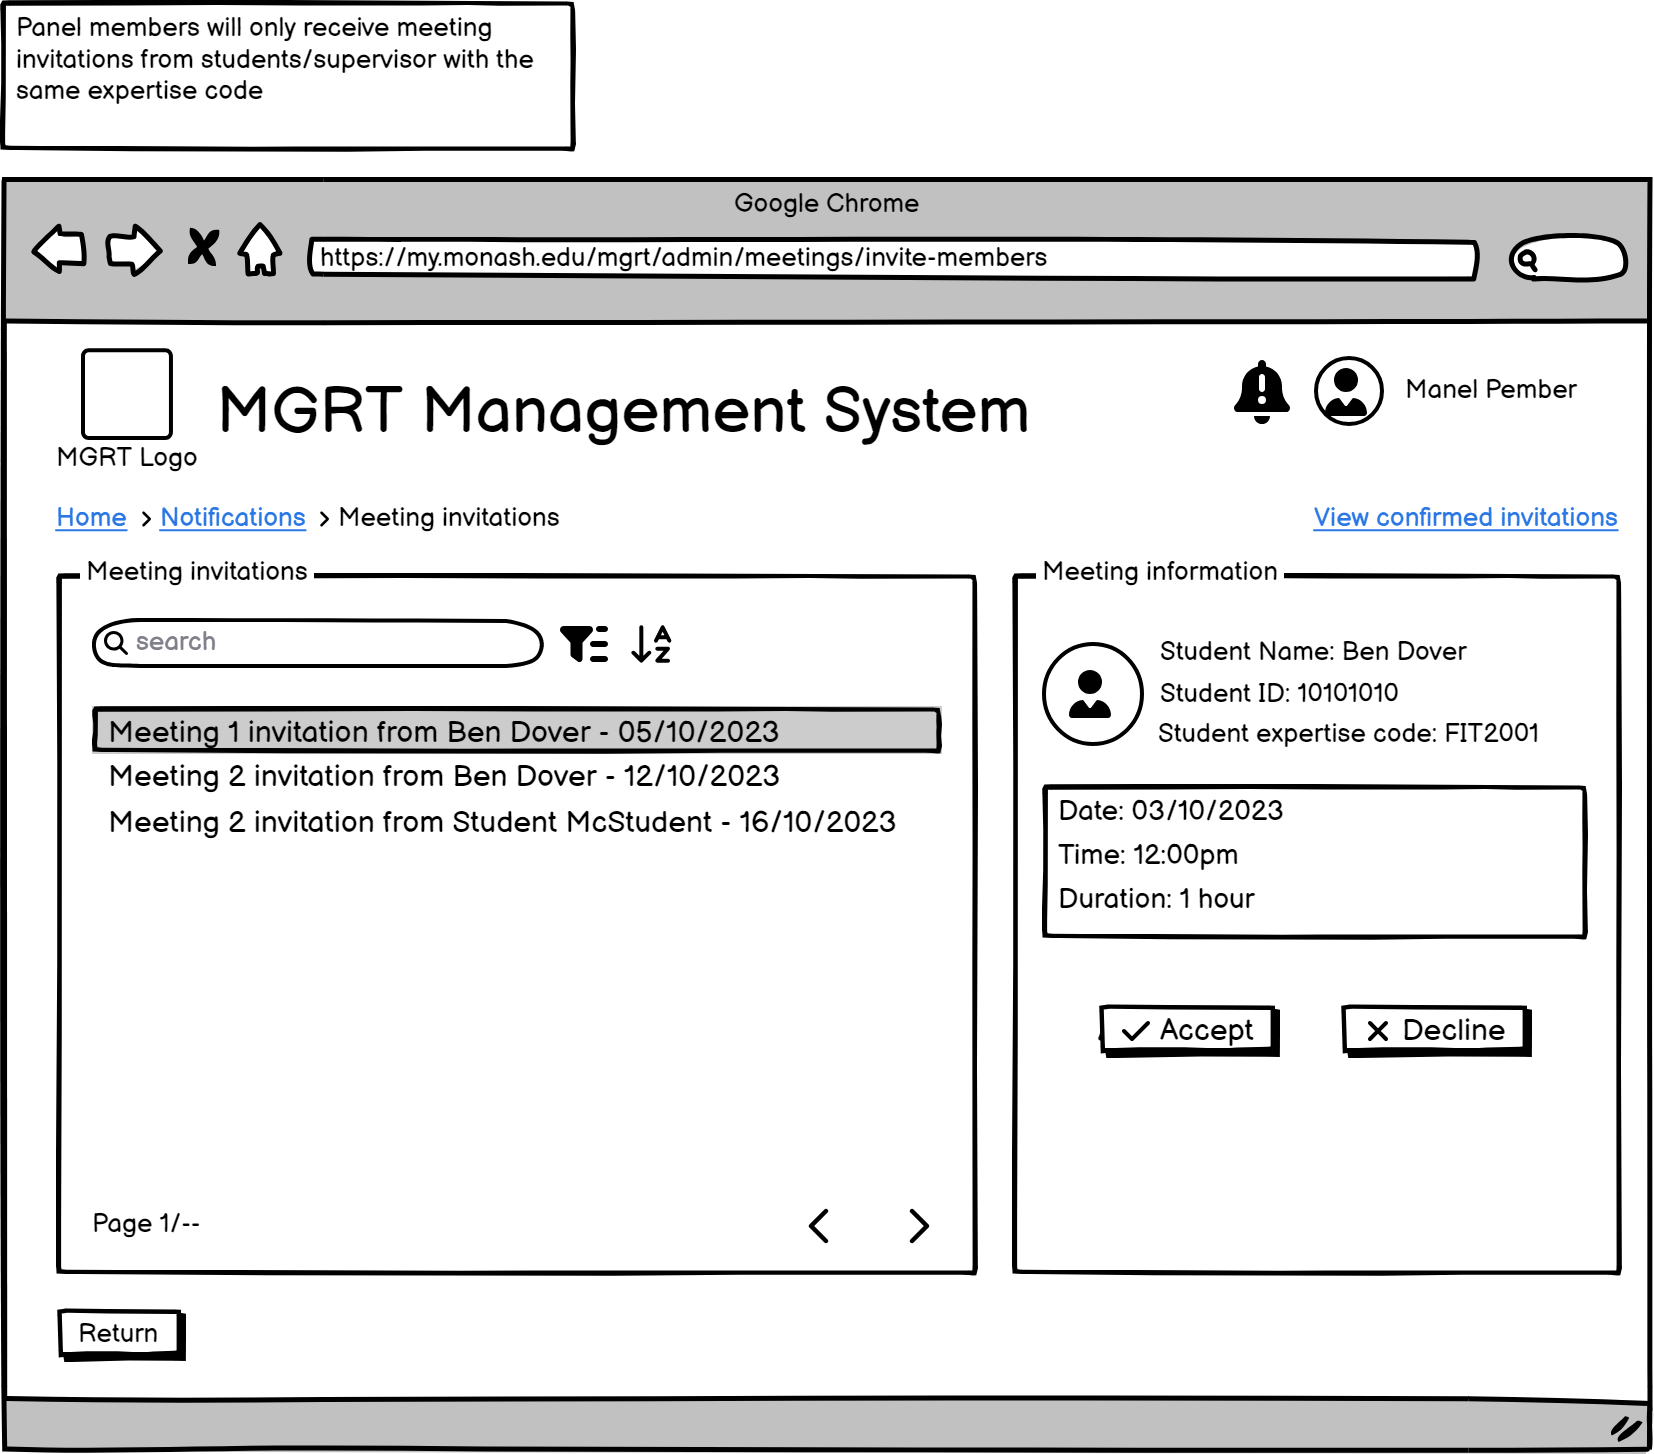 Panel members will only receive meeting
invitations from students/supervisor with the
same expertise code
Google Chrome
https://my.monash.edu/mgrt/admin/meetings/invite-members
MGRT Management System
Manel Pember
MGRT Logo
Home > Notifications > Meeting invitations
View confirmed invitations
Meeting invitations
search
Meeting 1 invitation from Ben Dover - 05/10/2023
Meeting 2 invitation from Ben Dover - 12/10/2023
Meeting 2 invitation from Student McStudent - 16/10/2023
Page 1/--
Meeting information
Student Name: Ben Dover
Student ID: 10101010
Student expertise code: FIT2001
Date: 03/10/2023
Time: 12:00pm
Duration: 1 hour
Accept
Decline
Return